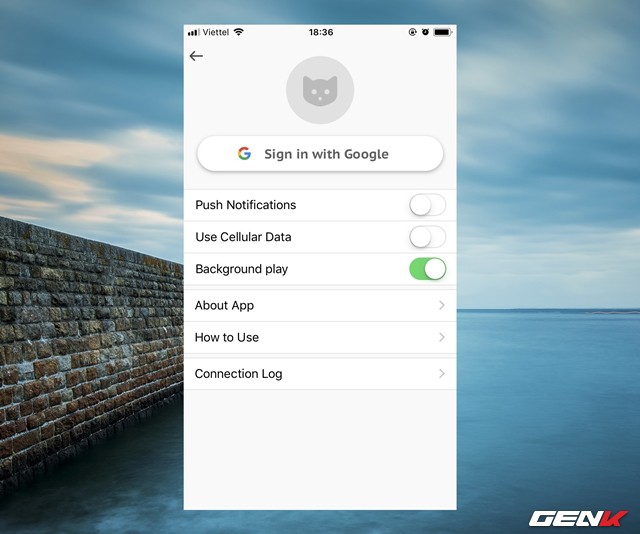 Viettel 18:36
Sign in with Google
Push Notifications
Use Cellular Data
Background play
About App
How to Use
Connection Log
GENK